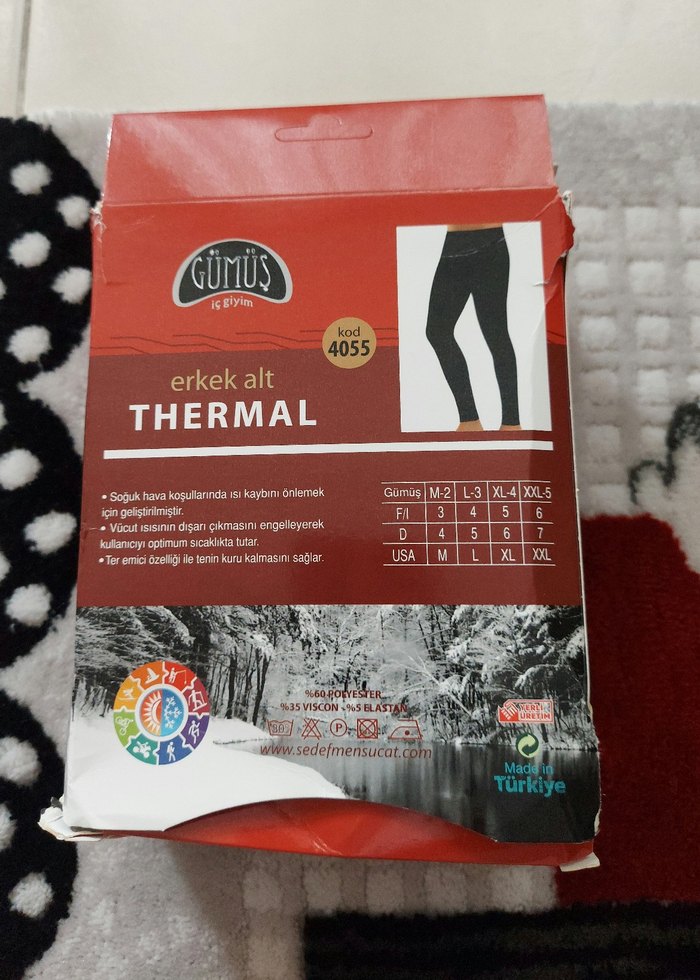 GÜMÜŞ
iç giyim
kod
4055
erkek alt
THERMAL
• Soğuk hava koşullarında ısı kaybını önlemek
için geliştirilmiştir.
• Vücut ısısının dışarı çıkmasını engelleyerek
kullanıcıyı optimum sıcaklıkta tutar.
• Ter emici özelliği ile tenin kuru kalmasını sağlar.
Gümüş M-2 L-3 XL-4 XXL-5
F/I 3 4 5 6
D 4 5 6 7
USA M L XL XXL
%60 POLYESTER
%35 VISCON - %5 ELASTAN
P
www.sedefmensucat.com
YERLİ
ÜRETİM
Made in
Türkiye